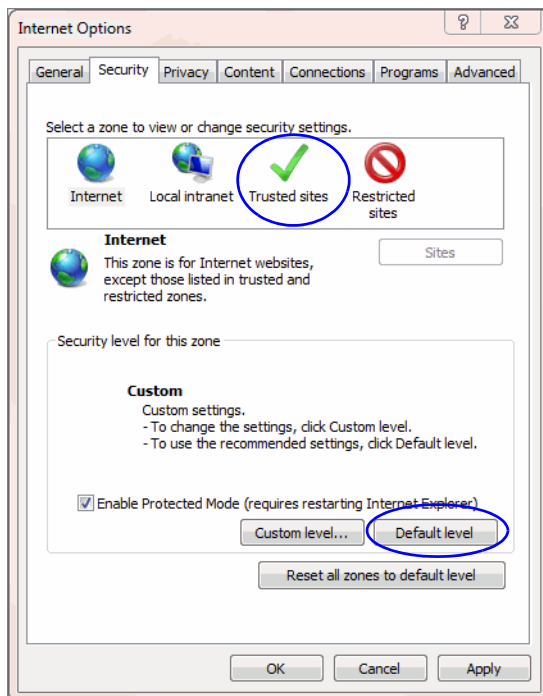 Internet Options
General Security Privacy Content Connections Programs Advanced
Select a zone to view or change security settings.
Internet Local intranet Trusted sites Restricted
sites
Internet
Sites
This zone is for Internet websites,
except those listed in trusted and
restricted zones.
Security level for this zone
Custom
Custom settings.
- To change the settings, click Custom level.
- To use the recommended settings, click Default level.
Enable Protected Mode (requires restarting Internet Explorer)
Custom level... Default level
Reset all zones to default level
OK Cancel Apply